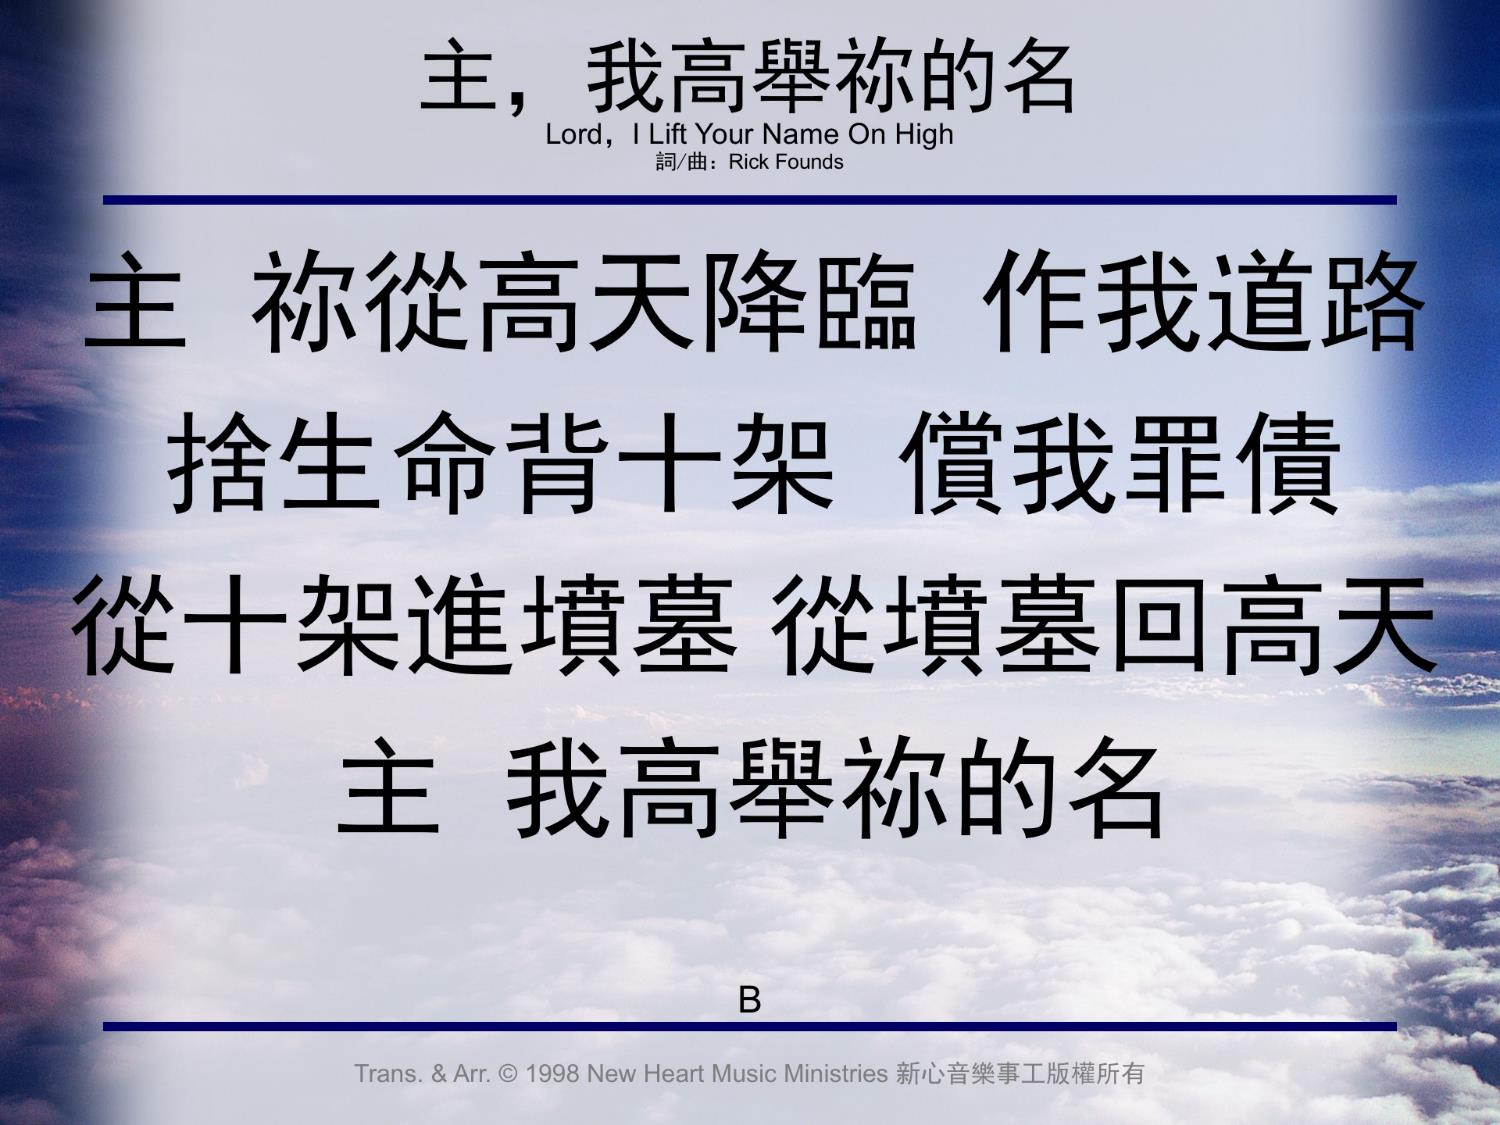 主，我高舉祢的名
Lord，I Lift Your Name On High
詞/曲：Rick Founds
主 祢從高天降臨 作我道路
捨生命背十架 償我罪債
從十架進墳墓 從墳墓回高天
主 我高舉祢的名
B
Trans. & Arr. © 1998 New Heart Music Ministries 新心音樂事工版權所有